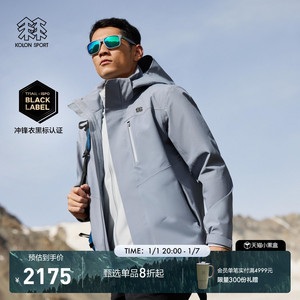 KOLON SPORT
TMALL×ISPO
BLACK
LABEL
冲锋衣黑标认证
天猫小黑盒
TIME: 1/1 20:00 - 1/7
预估到手价
¥2175
甄选单品8折起
会员单笔实付满4999元
限量300份礼赠